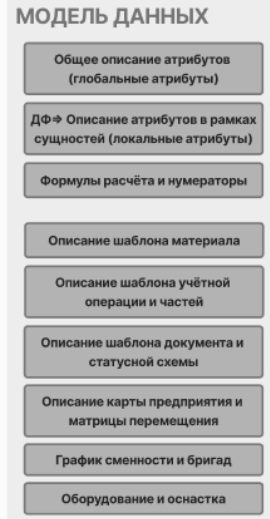 МОДЕЛЬ ДАННЫХ
Общее описание атрибутов
(глобальные атрибуты)
ДФ⇒ Описание атрибутов в рамках
сущностей (локальные атрибуты)
Формулы расчёта и нумераторы
Описание шаблона материала
Описание шаблона учётной
операции и частей
Описание шаблона документа и
статусной схемы
Описание карты предприятия и
матрицы перемещения
График сменности и бригад
Оборудование и оснастка